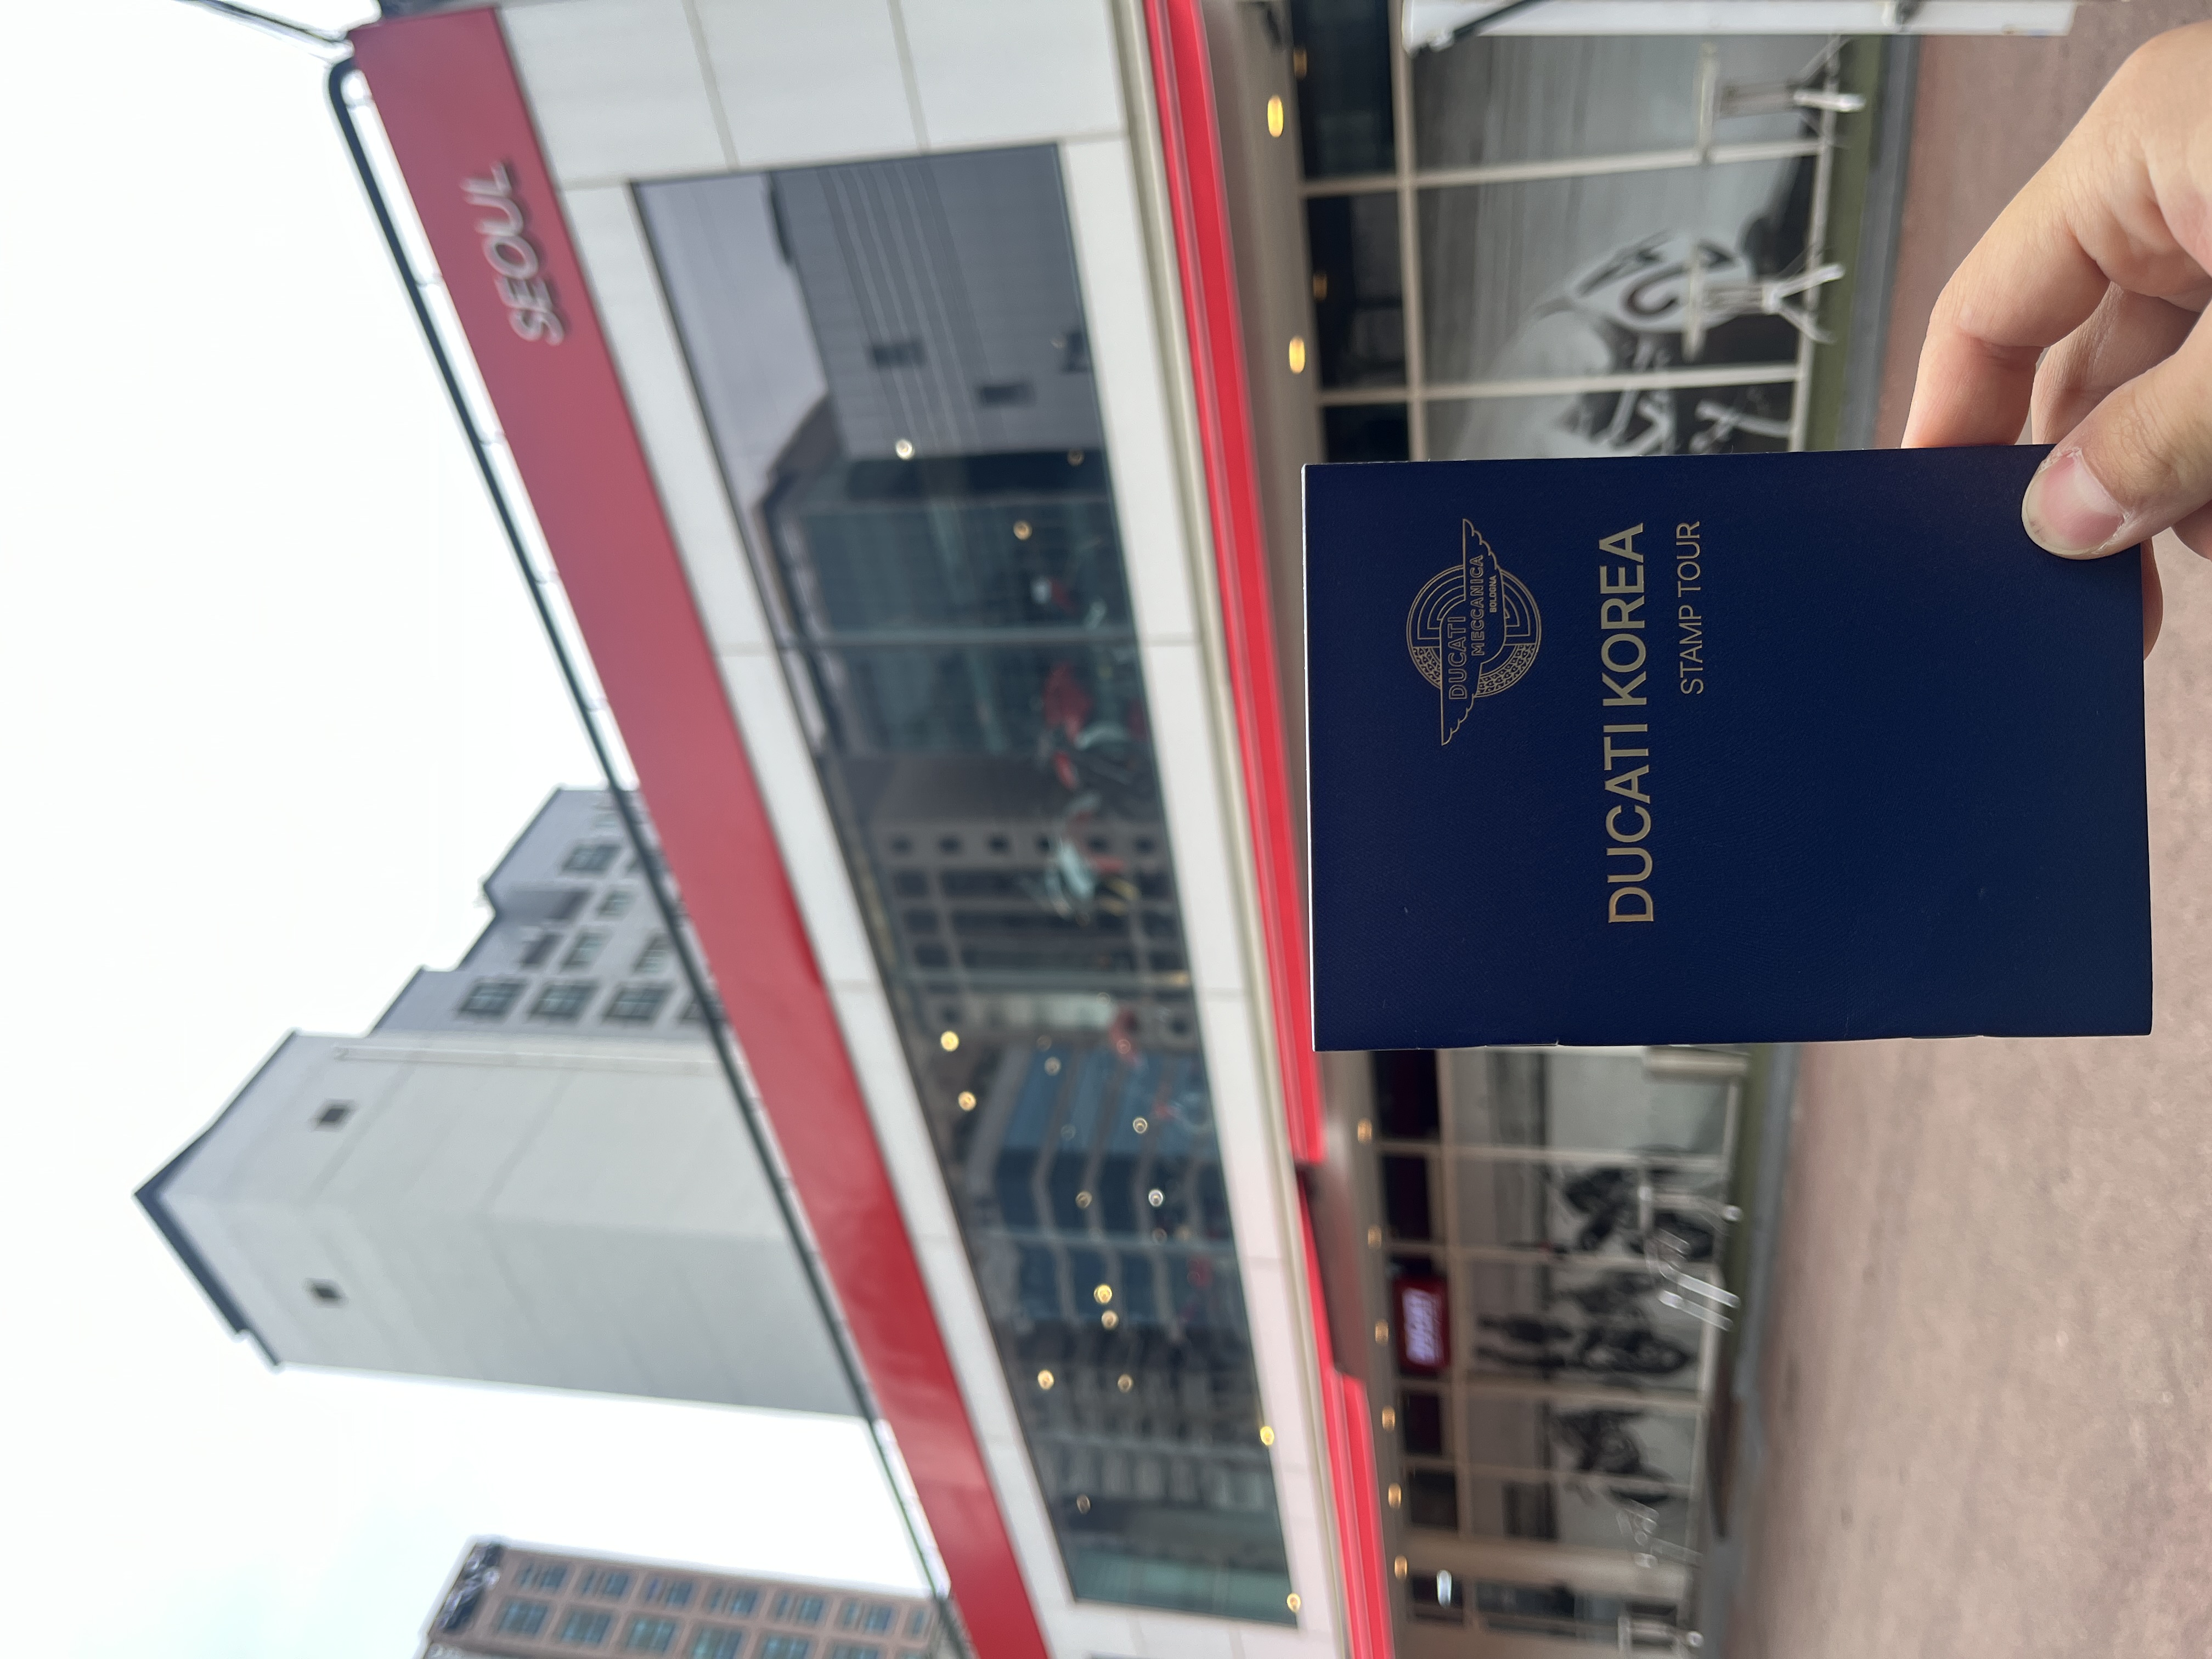 SEOUL
DUCATI
MECCANICA
BOLOGNA
DUCATI KOREA
STAMP TOUR